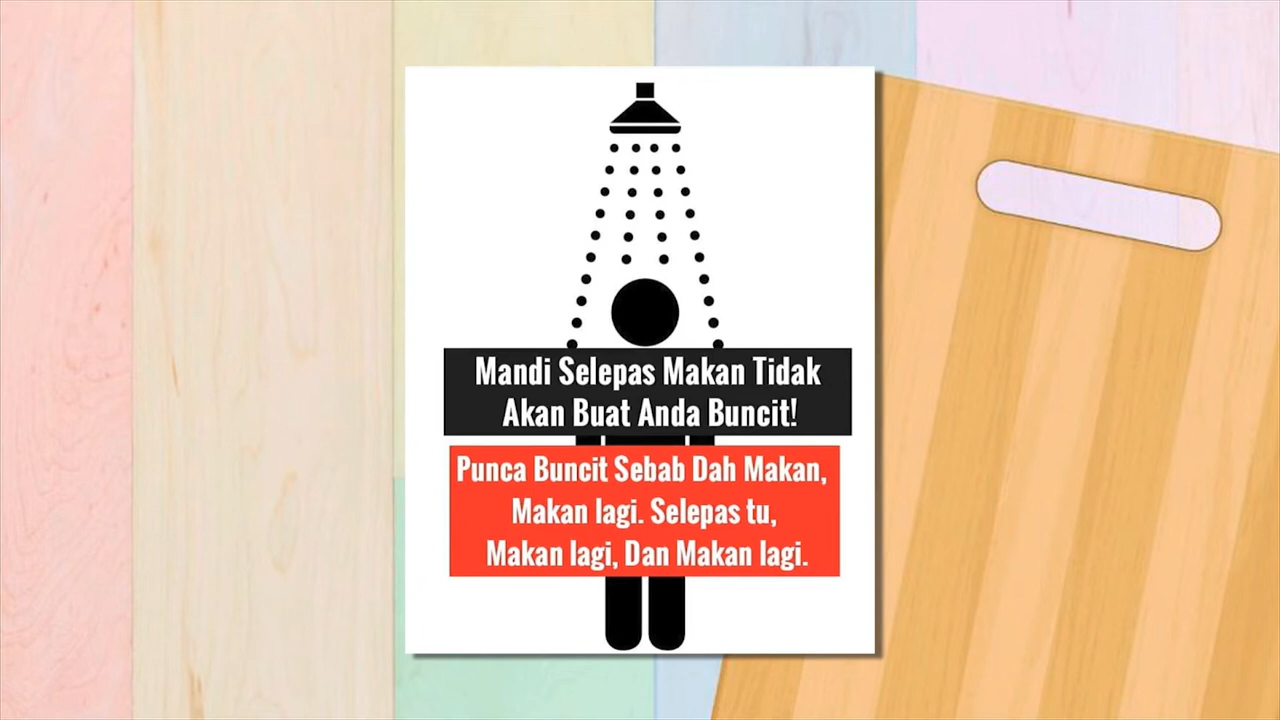 Mandi Selepas Makan Tidak
Akan Buat Anda Buncit!
Punca Buncit Sebab Dah Makan,
Makan lagi. Selepas tu,
Makan lagi, Dan Makan lagi.